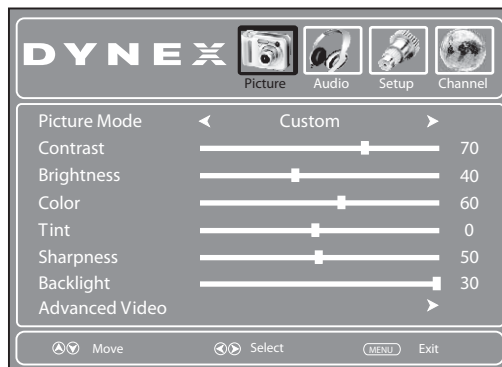 DYNEX
Picture Audio Setup Channel
Picture Mode Custom
Contrast 70
Brightness 40
Color 60
Tint 0
Sharpness 50
Backlight 30
Advanced Video
Move Select MENU Exit